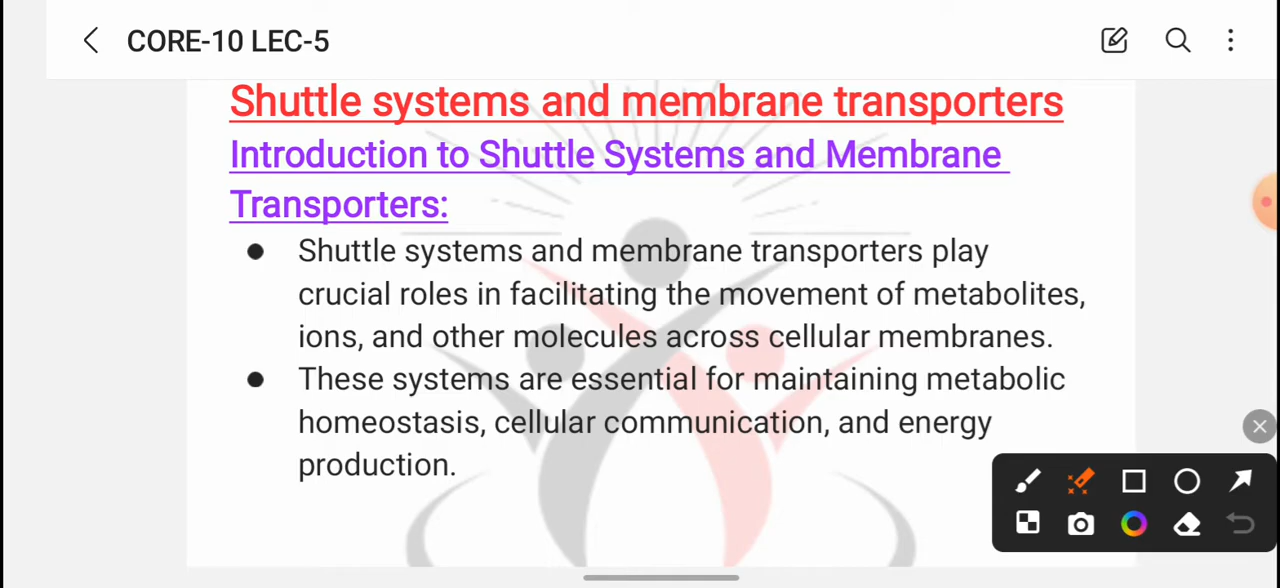 CORE-10 LEC-5
Shuttle systems and membrane transporters
Introduction to Shuttle Systems and Membrane
Transporters:
● Shuttle systems and membrane transporters play
crucial roles in facilitating the movement of metabolites,
ions, and other molecules across cellular membranes.
● These systems are essential for maintaining metabolic
homeostasis, cellular communication, and energy
production.